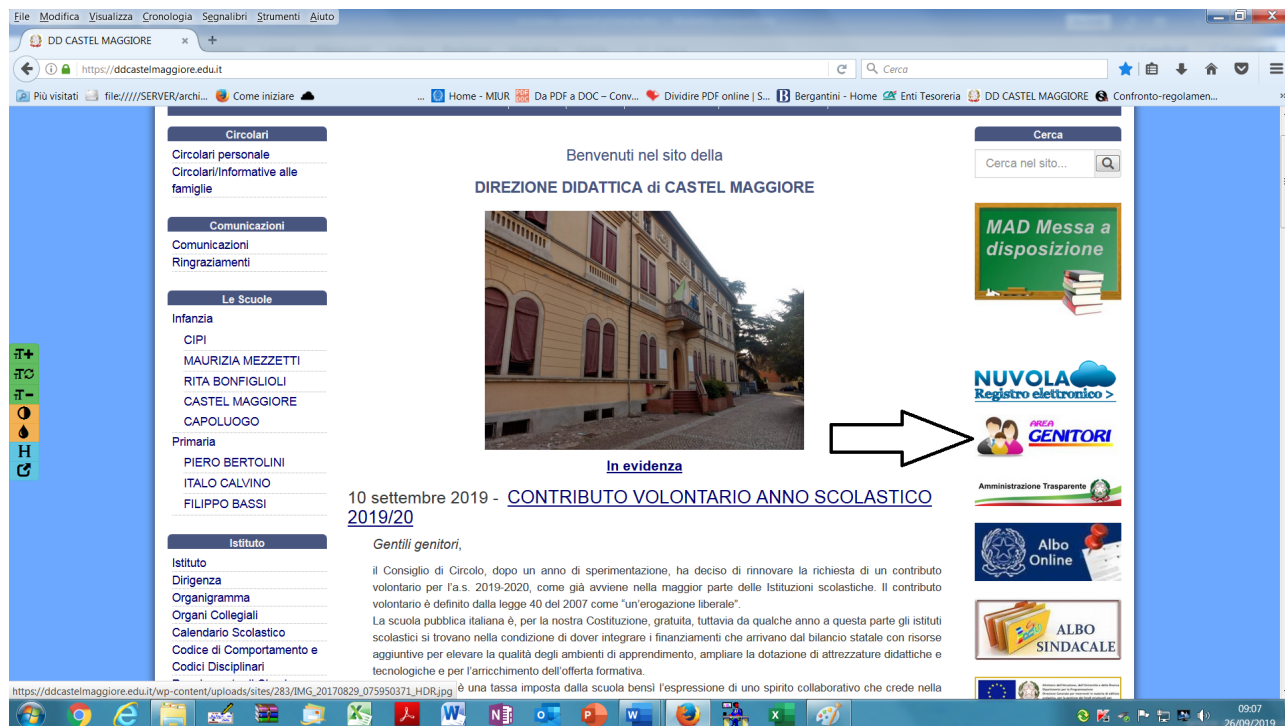 File Modifica Visualizza Cronologia Segnalibri Strumenti Aiuto
DD CASTEL MAGGIORE × +
https://ddcastelmaggiore.edu.it
Cerca
Più visitati file://///SERVER/archi... Come iniziare ... Home - MIUR Da PDF a DOC – Conv... Dividire PDF online | S... Bergantini - Home Enti Tesoreria DD CASTEL MAGGIORE Confronto-regolamen...
Circolari
Circolari personale
Circolari/Informative alle
famiglie
Comunicazioni
Comunicazioni
Ringraziamenti
Le Scuole
Infanzia
CIPI
MAURIZIA MEZZETTI
RITA BONFIGLIOLI
CASTEL MAGGIORE
CAPOLUOGO
Primaria
PIERO BERTOLINI
ITALO CALVINO
FILIPPO BASSI
Istituto
Istituto
Dirigenza
Organigramma
Organi Collegiali
Calendario Scolastico
Codice di Comportamento e
Codici Disciplinari
Benvenuti nel sito della
DIREZIONE DIDATTICA di CASTEL MAGGIORE
In evidenza
10 settembre 2019 - CONTRIBUTO VOLONTARIO ANNO SCOLASTICO
2019/20
Gentili genitori,
il Consiglio di Circolo, dopo un anno di sperimentazione, ha deciso di rinnovare la richiesta di un contributo
volontario per l'a.s. 2019-2020, come già avviene nella maggior parte delle Istituzioni scolastiche. Il contributo
volontario è definito dalla legge 40 del 2007 come "un'erogazione liberale".
La scuola pubblica italiana è, per la nostra Costituzione, gratuita, tuttavia da qualche anno a questa parte gli istituti
scolastici si trovano nella condizione di dover integrare i finanziamenti che arrivano dal bilancio statale con risorse
aggiuntive per elevare la qualità degli ambienti di apprendimento, ampliare la dotazione di attrezzature didattiche e
tecnologiche e per l'arricchimento dell'offerta formativa.
è una tassa imposta dalla scuola bensì l'espressione di uno spirito collaborativo che crede nella
Cerca
Cerca nel sito...
MAD Messa a
disposizione
NUVOLA
Registro elettronico >
AREA
GENITORI
Amministrazione Trasparente
Albo
Online
ALBO
SINDACALE
T+
T
T-
H
https://ddcastelmaggiore.edu.it/wp-content/uploads/sites/283/IMG_20170829_075950371_HDR.jpg
09:07
26/09/2019